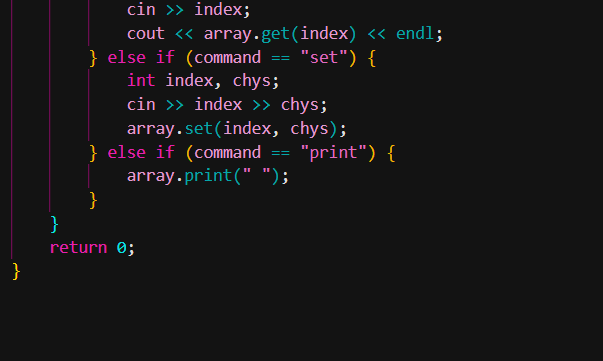 cin >> index;
cout << array.get(index) << endl;
} else if (command == "set") {
int index, chys;
cin >> index >> chys;
array.set(index, chys);
} else if (command == "print") {
array.print(" ");
}
}
return 0;
}